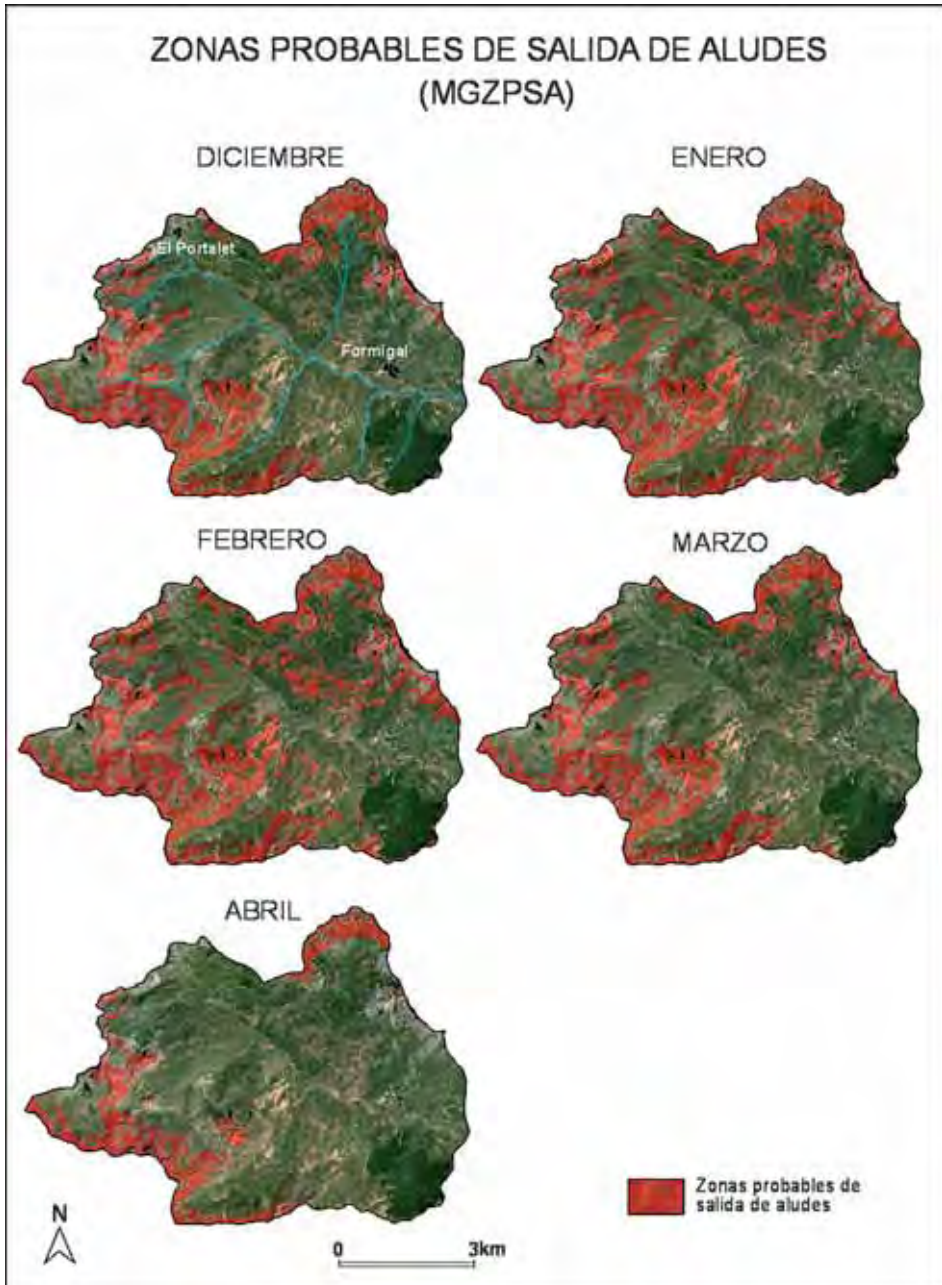 ZONAS PROBABLES DE SALIDA DE ALUDES
(MGZPSA)
DICIEMBRE
ENERO
El Portalet
Formigal
FEBRERO
MARZO
ABRIL
Zonas probables de
salida de aludes
N
0
3km